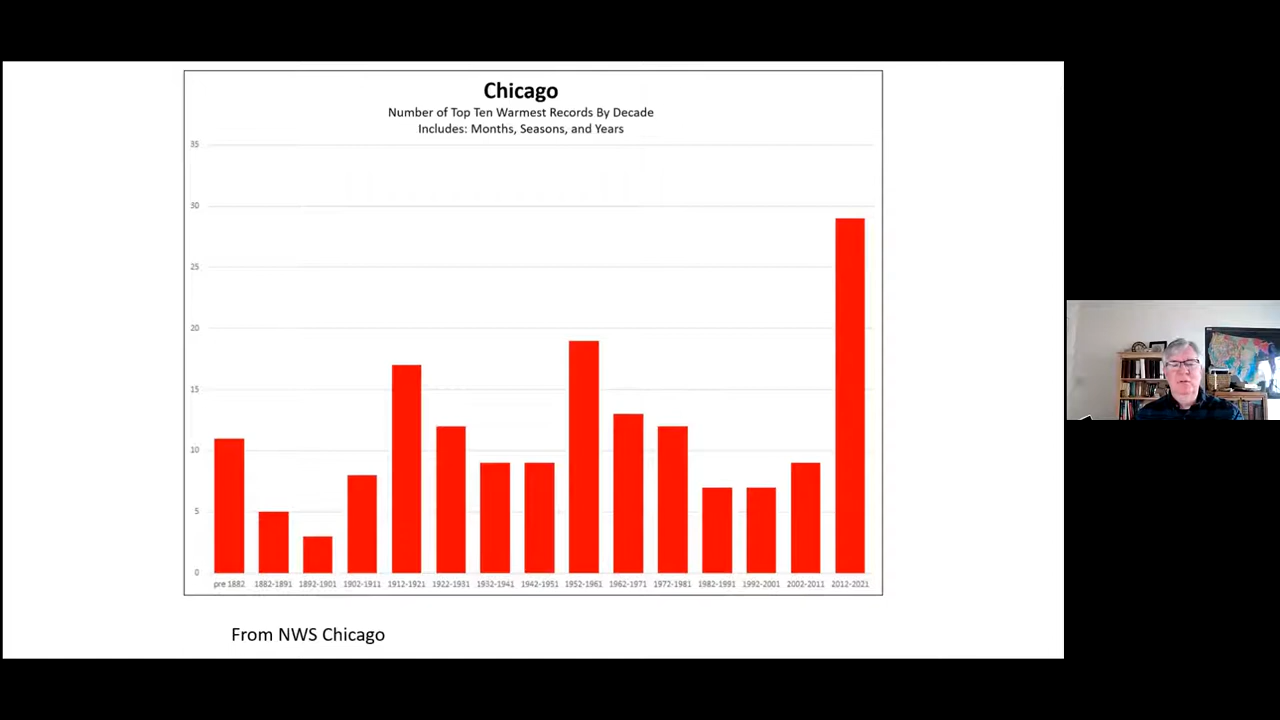 Chicago
Number of Top Ten Warmest Records By Decade
Includes: Months, Seasons, and Years
35
30
25
20
15
10
5
0
pre 1882 1882-1891 1892-1901 1902-1911 1912-1921 1922-1931 1932-1941 1942-1951 1952-1961 1962-1971 1972-1981 1982-1991 1992-2001 2002-2011 2012-2021
From NWS Chicago